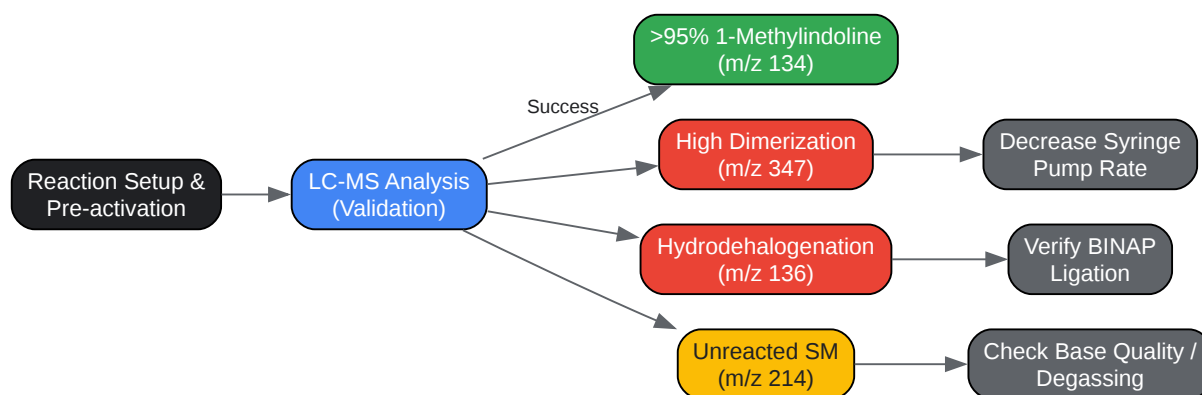 Reaction Setup &
Pre-activation
LC-MS Analysis
(Validation)
Success
>95% 1-Methylindoline
(m/z 134)
High Dimerization
(m/z 347)
Decrease Syringe
Pump Rate
Hydrodehalogenation
(m/z 136)
Verify BINAP
Ligation
Unreacted SM
(m/z 214)
Check Base Quality /
Degassing